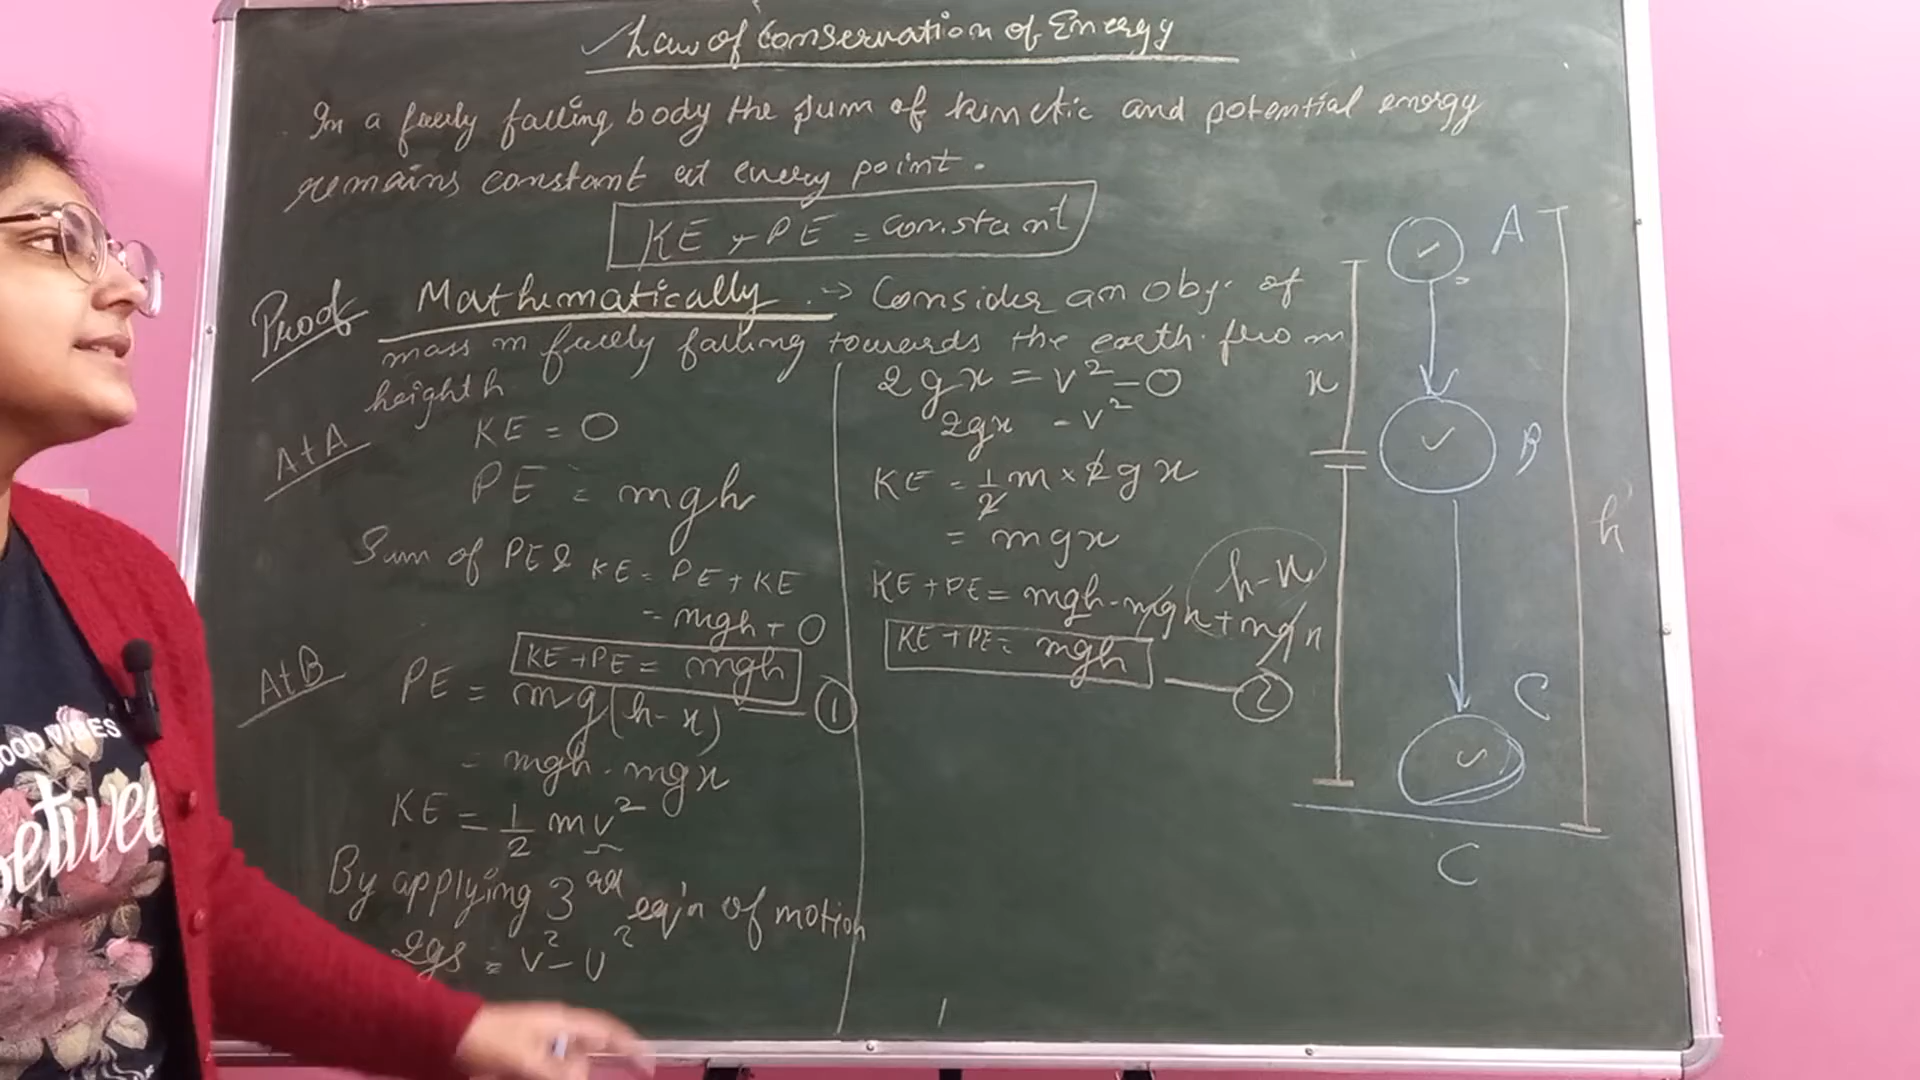 Law of Conservation of Energy
In a freely falling body the sum of kinetic and potential energy
remains constant at every point.
KE + PE = constant
Proof Mathematically :-> Consider an obj. of
mass m freely falling towards the earth from
height h
At A
KE = 0
PE = mgh
Sum of PE & KE = PE + KE
= mgh + 0
KE + PE = mgh
①
At B
PE = mg(h-x)
= mgh - mgx
KE = 1/2 mv²
By applying 3rd eq'n of motion
2gs = v² - u²
2gx = v² - 0
2gx = v²
KE = 1/2 m × 2gx
= mgx
KE + PE = mgh - mgx + mgx
KE + PE = mgh
②
A
x
B
h-x
h
C
C
OOD VIBES